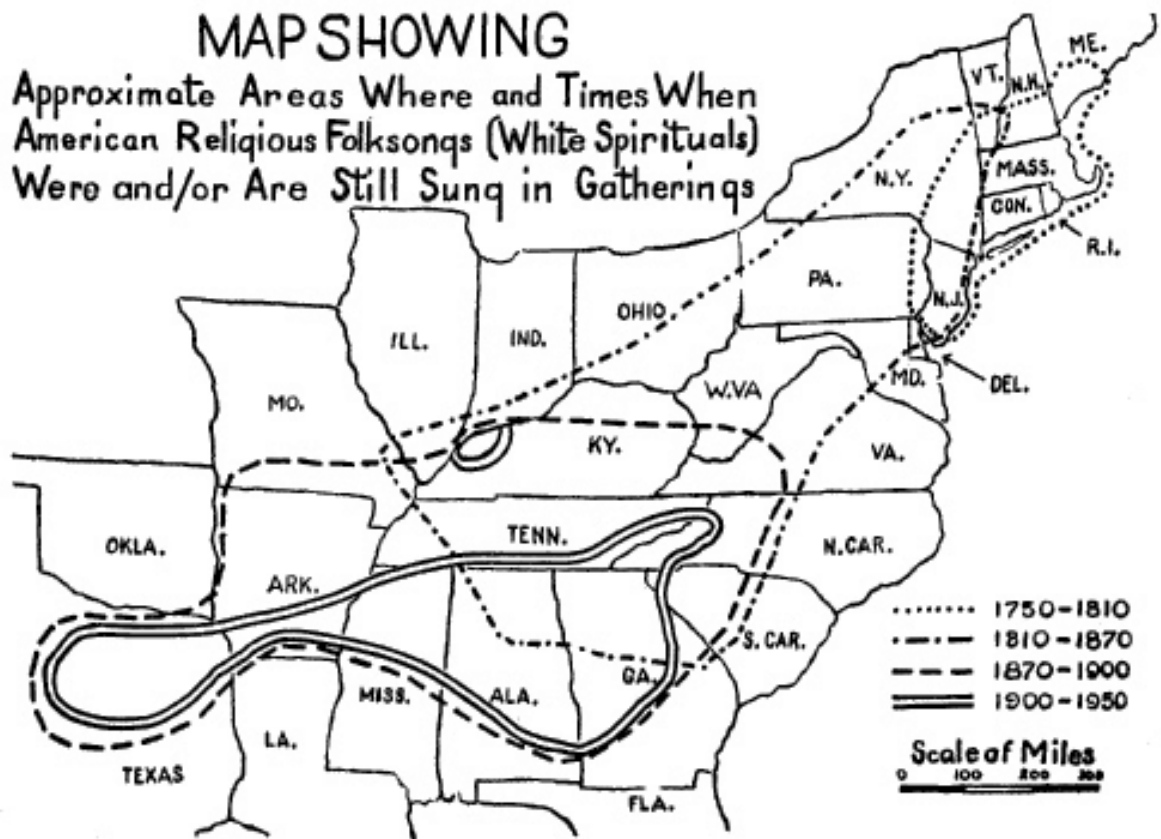 MAP SHOWING
Approximate Areas Where and Times When
American Religious Folksongs (White Spirituals)
Were and/or Are Still Sung in Gatherings
ME.
VT.
N.H.
N.Y.
MASS.
CON.
R.I.
PA.
N.J.
OHIO
ILL.
IND.
DEL.
MD.
W.VA
MO.
KY.
VA.
OKLA.
TENN.
N.CAR.
ARK.
S.CAR.
GA.
MISS.
ALA.
LA.
TEXAS
FLA.
1750-1810
1810-1870
1870-1900
1900-1950
Scale of Miles
0 100 200 300